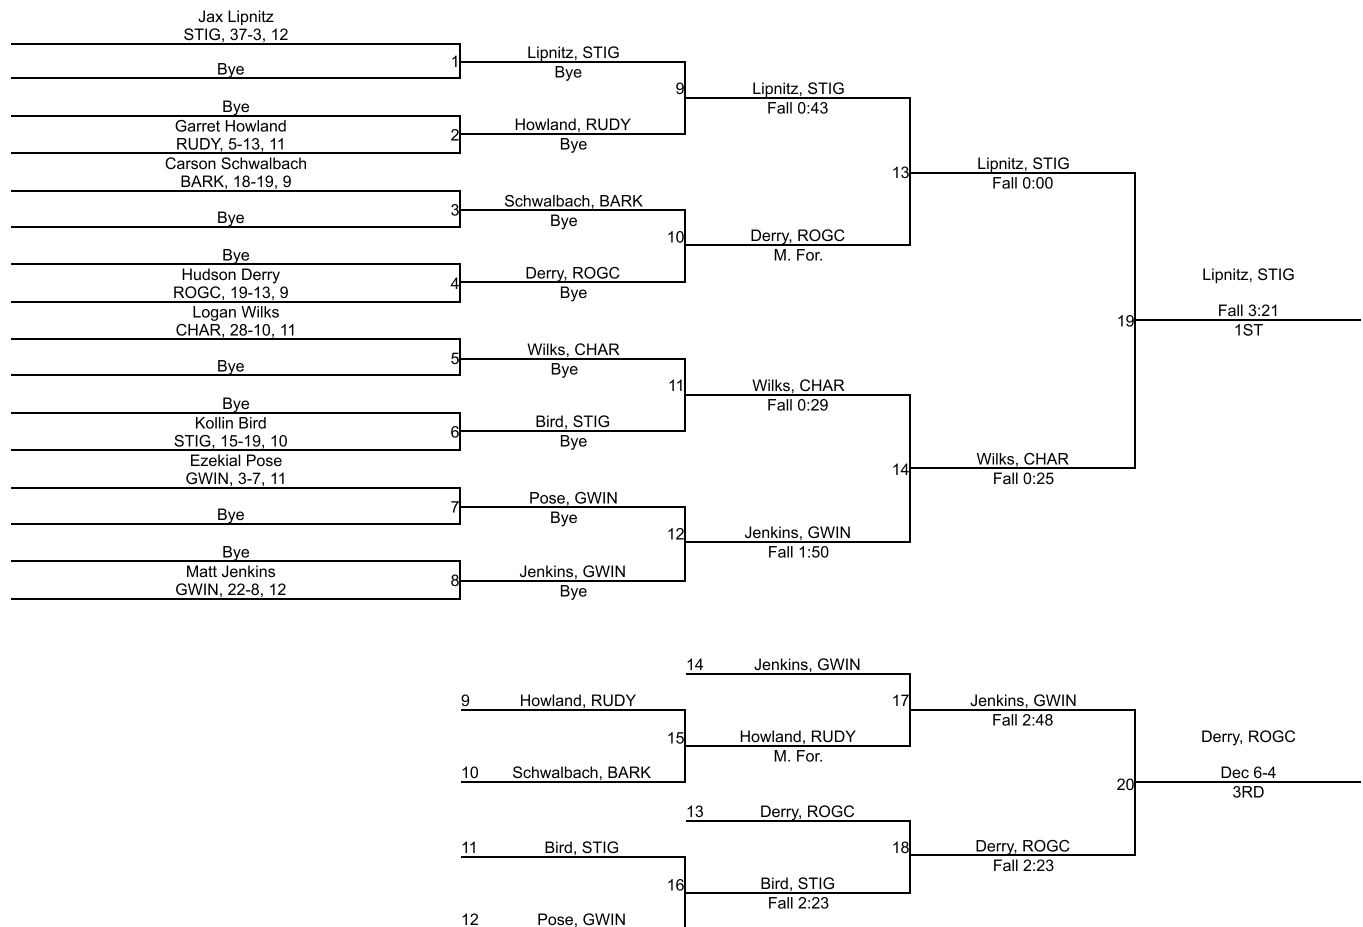 Jax Lipnitz
STIG, 37-3, 12
Bye
1
Bye
Garret Howland
RUDY, 5-13, 11
2
Carson Schwalbach
BARK, 18-19, 9
Bye
3
Bye
Hudson Derry
ROGC, 19-13, 9
4
Logan Wilks
CHAR, 28-10, 11
Bye
5
Bye
Kollin Bird
STIG, 15-19, 10
6
Ezekial Pose
GWIN, 3-7, 11
Bye
7
Bye
Matt Jenkins
GWIN, 22-8, 12
8
Lipnitz, STIG
Bye
9
Howland, RUDY
Bye
Schwalbach, BARK
Bye
10
Derry, ROGC
Bye
Wilks, CHAR
Bye
11
Bird, STIG
Bye
Pose, GWIN
Bye
12
Jenkins, GWIN
Bye
Lipnitz, STIG
Fall 0:43
13
Derry, ROGC
M. For.
Wilks, CHAR
Fall 0:29
14
Jenkins, GWIN
Fall 1:50
Lipnitz, STIG
Fall 0:00
19
Wilks, CHAR
Fall 0:25
Lipnitz, STIG
Fall 3:21
1ST
14 Jenkins, GWIN
9 Howland, RUDY
15
10 Schwalbach, BARK
Howland, RUDY
M. For.
17
13 Derry, ROGC
11 Bird, STIG
16
12 Pose, GWIN
Bird, STIG
Fall 2:23
18
Jenkins, GWIN
Fall 2:48
20
Derry, ROGC
Fall 2:23
Derry, ROGC
Dec 6-4
3RD